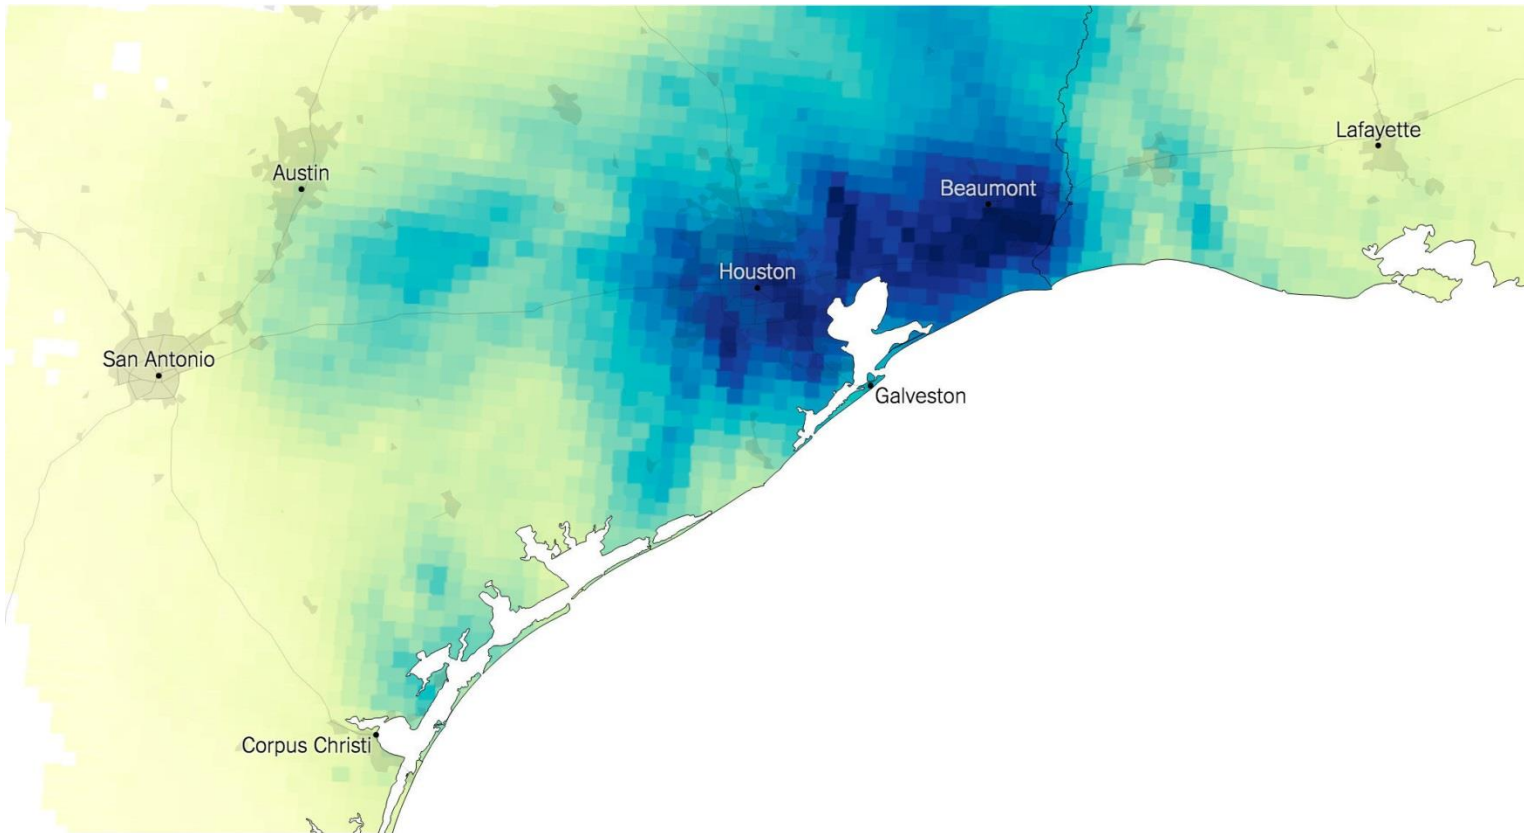 Lafayette
Austin
Beaumont
Houston
San Antonio
Galveston
Corpus Christi